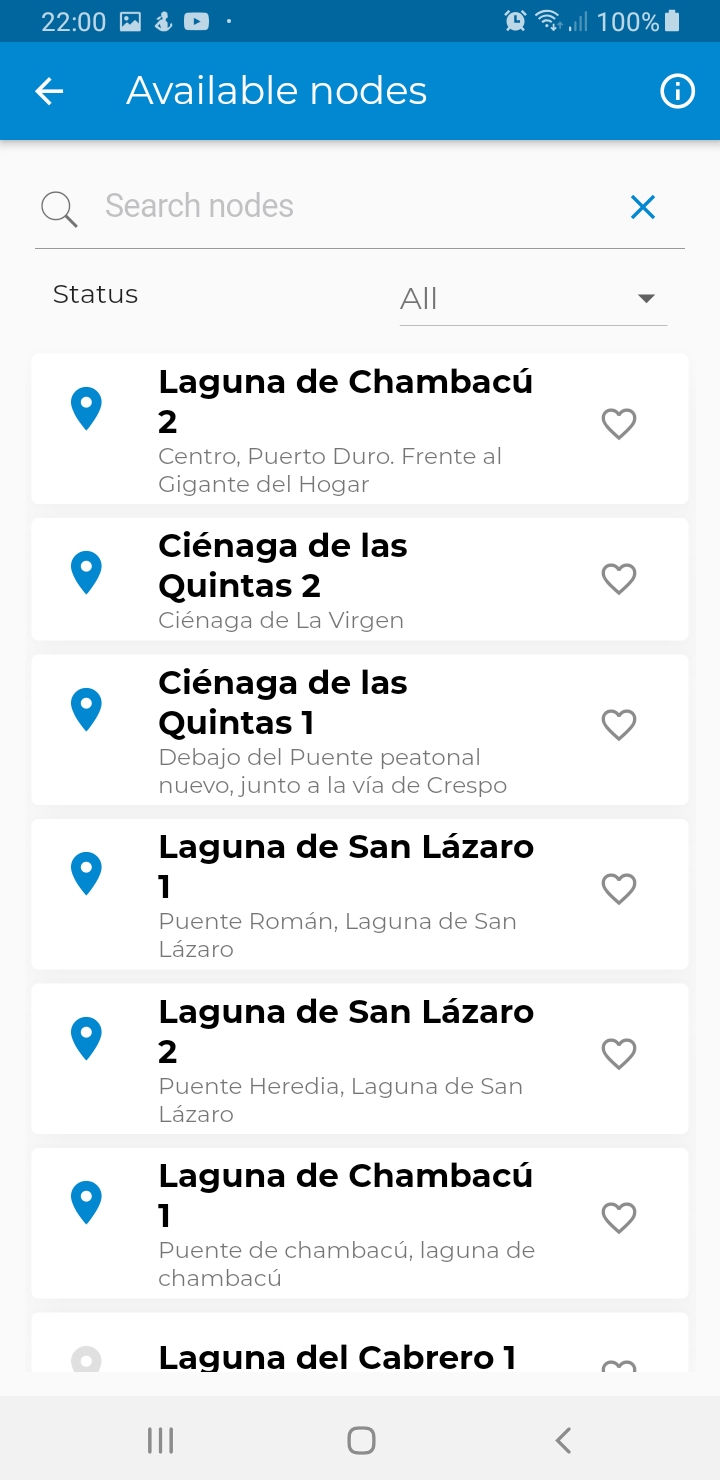 22:00
100%
Available nodes
Search nodes
Status
All
Laguna de Chambacú
2
Centro, Puerto Duro. Frente al
Gigante del Hogar
Ciénaga de las
Quintas 2
Ciénaga de La Virgen
Ciénaga de las
Quintas 1
Debajo del Puente peatonal
nuevo, junto a la vía de Crespo
Laguna de San Lázaro
1
Puente Román, Laguna de San
Lázaro
Laguna de San Lázaro
2
Puente Heredia, Laguna de San
Lázaro
Laguna de Chambacú
1
Puente de chambacú, laguna de
chambacú
Laguna del Cabrero 1